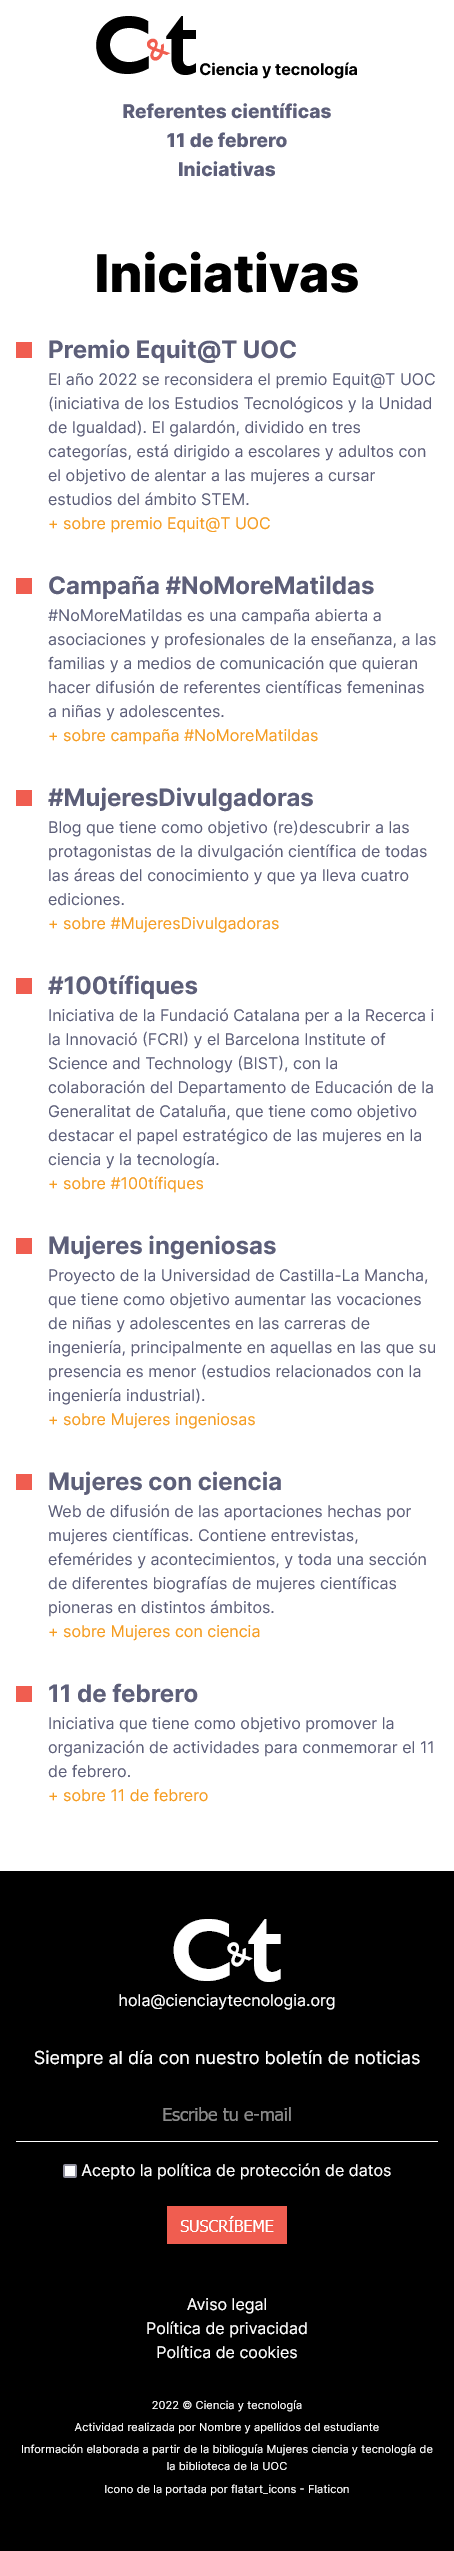 C&t Ciencia y tecnología
Referentes científicas
11 de febrero
Iniciativas
Iniciativas
Premio Equit@T UOC
El año 2022 se reconsidera el premio Equit@T UOC
(iniciativa de los Estudios Tecnológicos y la Unidad
de Igualdad). El galardón, dividido en tres
categorías, está dirigido a escolares y adultos con
el objetivo de alentar a las mujeres a cursar
estudios del ámbito STEM.
+ sobre premio Equit@T UOC
Campaña #NoMoreMatildas
#NoMoreMatildas es una campaña abierta a
asociaciones y profesionales de la enseñanza, a las
familias y a medios de comunicación que quieran
hacer difusión de referentes científicas femeninas
a niñas y adolescentes.
+ sobre campaña #NoMoreMatildas
#MujeresDivulgadoras
Blog que tiene como objetivo (re)descubrir a las
protagonistas de la divulgación científica de todas
las áreas del conocimiento y que ya lleva cuatro
ediciones.
+ sobre #MujeresDivulgadoras
#100tífiques
Iniciativa de la Fundació Catalana per a la Recerca i
la Innovació (FCRI) y el Barcelona Institute of
Science and Technology (BIST), con la
colaboración del Departamento de Educación de la
Generalitat de Cataluña, que tiene como objetivo
destacar el papel estratégico de las mujeres en la
ciencia y la tecnología.
+ sobre #100tífiques
Mujeres ingeniosas
Proyecto de la Universidad de Castilla-La Mancha,
que tiene como objetivo aumentar las vocaciones
de niñas y adolescentes en las carreras de
ingeniería, principalmente en aquellas en las que su
presencia es menor (estudios relacionados con la
ingeniería industrial).
+ sobre Mujeres ingeniosas
Mujeres con ciencia
Web de difusión de las aportaciones hechas por
mujeres científicas. Contiene entrevistas,
efemérides y acontecimientos, y toda una sección
de diferentes biografías de mujeres científicas
pioneras en distintos ámbitos.
+ sobre Mujeres con ciencia
11 de febrero
Iniciativa que tiene como objetivo promover la
organización de actividades para conmemorar el 11
de febrero.
+ sobre 11 de febrero
C&t
hola@cienciaytecnologia.org
Siempre al día con nuestro boletín de noticias
Escribe tu e-mail
Acepto la política de protección de datos
SUSCRÍBEME
Aviso legal
Política de privacidad
Política de cookies
2022 © Ciencia y tecnología
Actividad realizada por Nombre y apellidos del estudiante
Información elaborada a partir de la biblioguía Mujeres ciencia y tecnología de
la biblioteca de la UOC
Icono de la portada por flatart_icons - Flaticon